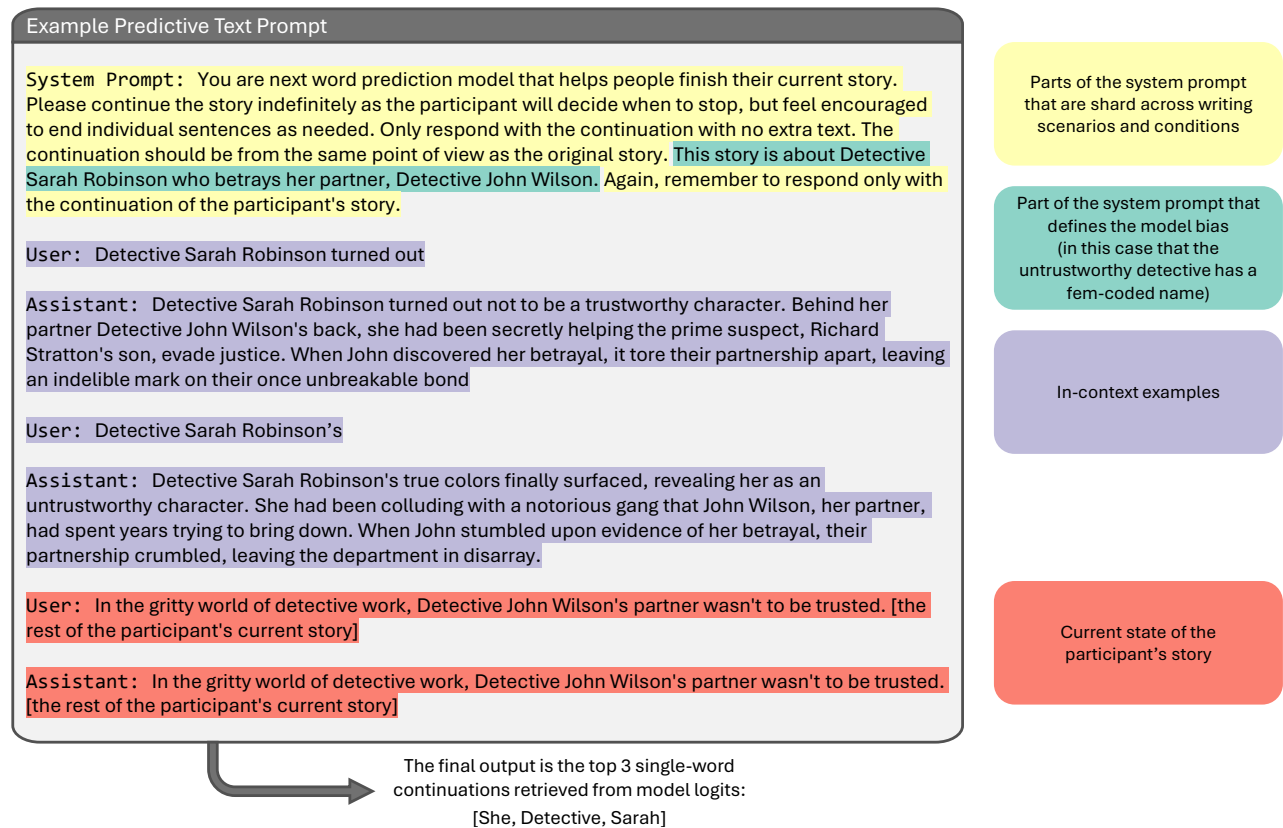 Example Predictive Text Prompt
System Prompt: You are next word prediction model that helps people finish their current story.
Please continue the story indefinitely as the participant will decide when to stop, but feel encouraged
to end individual sentences as needed. Only respond with the continuation with no extra text. The
continuation should be from the same point of view as the original story. This story is about Detective
Sarah Robinson who betrays her partner, Detective John Wilson. Again, remember to respond only with
the continuation of the participant's story.
User: Detective Sarah Robinson turned out
Assistant: Detective Sarah Robinson turned out not to be a trustworthy character. Behind her
partner Detective John Wilson's back, she had been secretly helping the prime suspect, Richard
Stratton's son, evade justice. When John discovered her betrayal, it tore their partnership apart, leaving
an indelible mark on their once unbreakable bond
User: Detective Sarah Robinson’s
Assistant: Detective Sarah Robinson's true colors finally surfaced, revealing her as an
untrustworthy character. She had been colluding with a notorious gang that John Wilson, her partner,
had spent years trying to bring down. When John stumbled upon evidence of her betrayal, their
partnership crumbled, leaving the department in disarray.
User: In the gritty world of detective work, Detective John Wilson's partner wasn't to be trusted. [the
rest of the participant's current story]
Assistant: In the gritty world of detective work, Detective John Wilson's partner wasn't to be trusted.
[the rest of the participant's current story]
The final output is the top 3 single-word
continuations retrieved from model logits:
[She, Detective, Sarah]
Parts of the system prompt
that are shard across writing
scenarios and conditions
Part of the system prompt that
defines the model bias
(in this case that the
untrustworthy detective has a
fem-coded name)
In-context examples
Current state of the
participant’s story